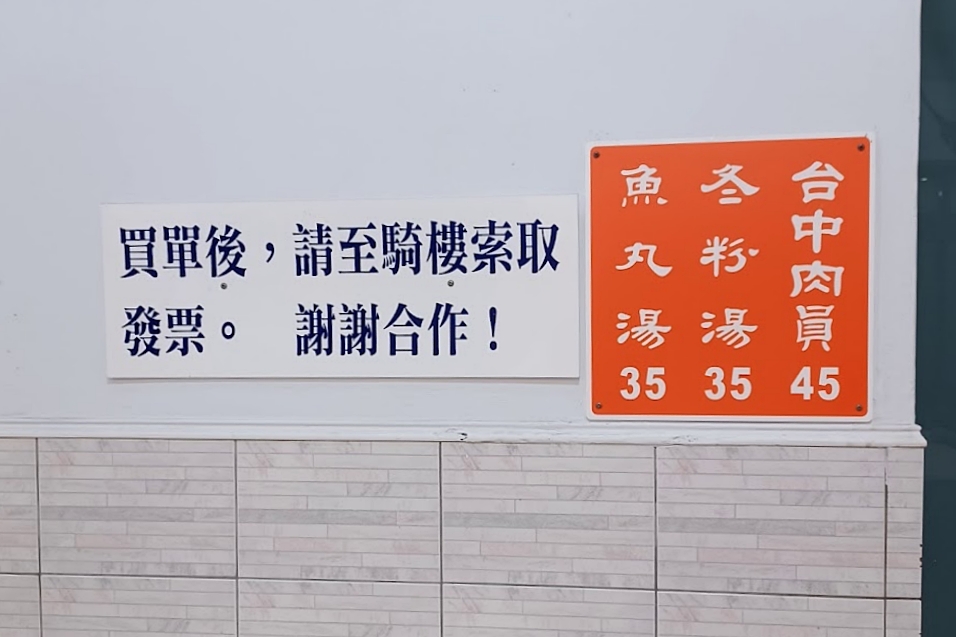 買單後，請至騎樓索取
發票。 謝謝合作！
台中肉員 45
冬粉湯 35
魚丸湯 35